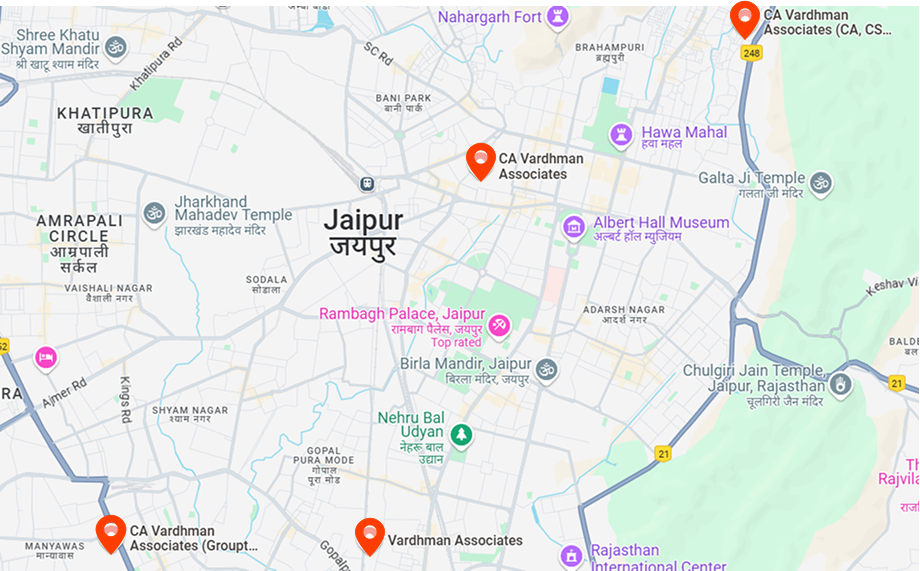 Nahargarh Fort
CA Vardhman
Associates (CA, CS...
248
Shree Khatu
Shyam Mandir
श्री खाटू श्याम मंदिर
Khatipura Rd
SC Rd
BRAHAMPURI
ब्रह्मपुरी
KHATIPURA
खातीपुरा
BANI PARK
बानी पार्क
Hawa Mahal
हवा महल
CA Vardhman
Associates
Galta Ji Temple
गलता जी मंदिर
Jharkhand
Mahadev Temple
झारखंड महादेव मंदिर
Jaipur
जयपुर
Albert Hall Museum
अल्बर्ट हॉल म्युजियम
AMRAPALI
CIRCLE
आम्रपाली
सर्कल
VAISHALI NAGAR
वैशाली नगर
SODALA
सोडाला
Keshav Vi
Rambagh Palace, Jaipur
रामबाग पैलेस, जयपुर
Top rated
ADARSH NAGAR
आदर्श नगर
52
Birla Mandir, Jaipur
बिरला मंदिर, जयपुर
BALD
Chulgiri Jain Temple,
Jaipur, Rajasthan
चूलगिरी जैन मंदिर
21
RA
Ajmer Rd
Kings Rd
SHYAM NAGAR
श्याम नगर
Nehru Bal
Udyan
नेहरू बाल
उद्यान
GOPAL
PURA MODE
गोपाल
पुरा मोड
21
Th
Rajvila
CA Vardhman
Associates (Groupt...
MANYAWAS
मान्यावास
Vardhman Associates
Gopalp
Rajasthan
International Center